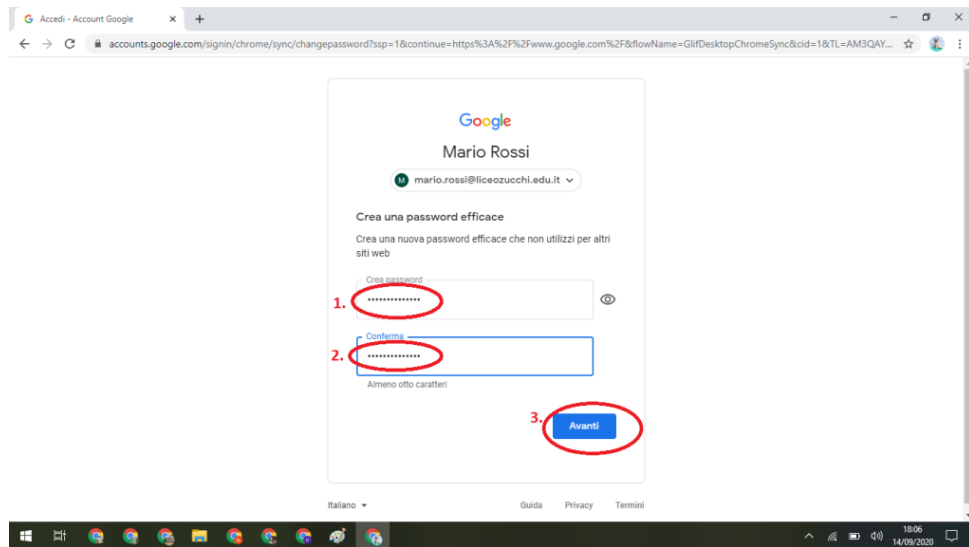 Accedi - Account Google
accounts.google.com/signin/chrome/sync/changepassword?ssp=1&continue=https%3A%2F%2Fwww.google.com%2F&flowName=GlifDesktopChromeSync&cid=1&TL=AM3QAY...
Google
Mario Rossi
M mario.rossi@liceozucchi.edu.it
Crea una password efficace
Crea una nuova password efficace che non utilizzi per altri
siti web
Crea password
1. ••••••••••••••
Conferma
2. ••••••••••••••
Almeno otto caratteri
3. Avanti
Italiano Guida Privacy Termini
18:06
14/09/2020